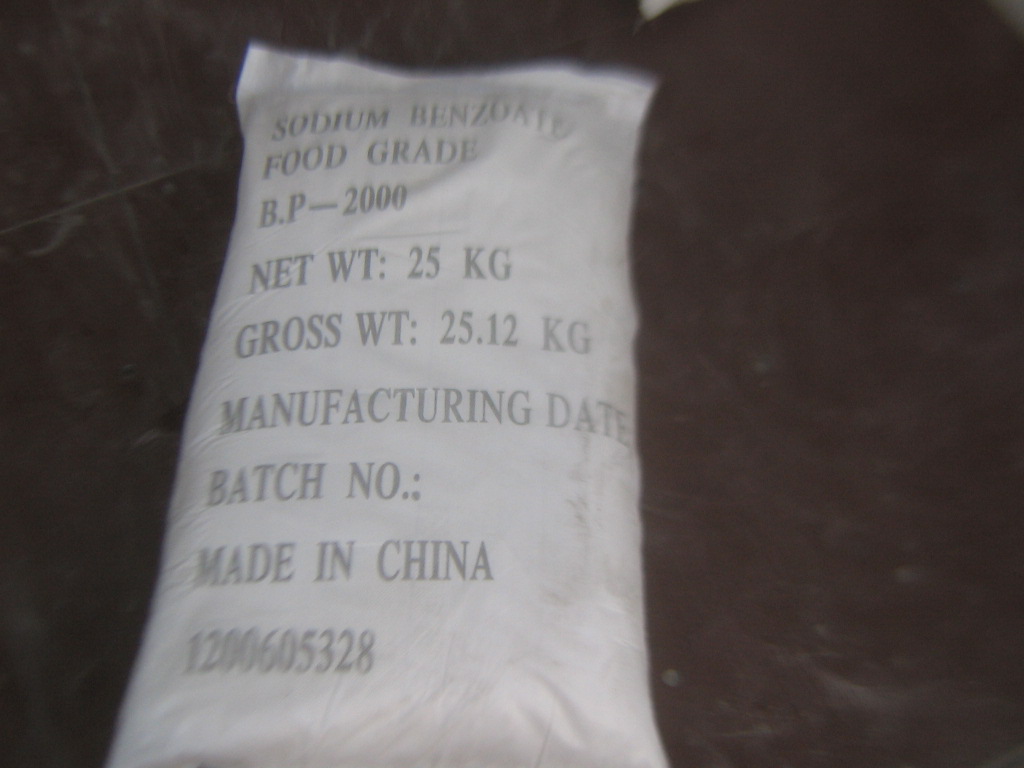 SODIUM BENZOATE
FOOD GRADE
B.P—2000
NET WT: 25 KG
GROSS WT: 25.12 KG
MANUFACTURING DATE
BATCH NO.:
MADE IN CHINA
1200605328